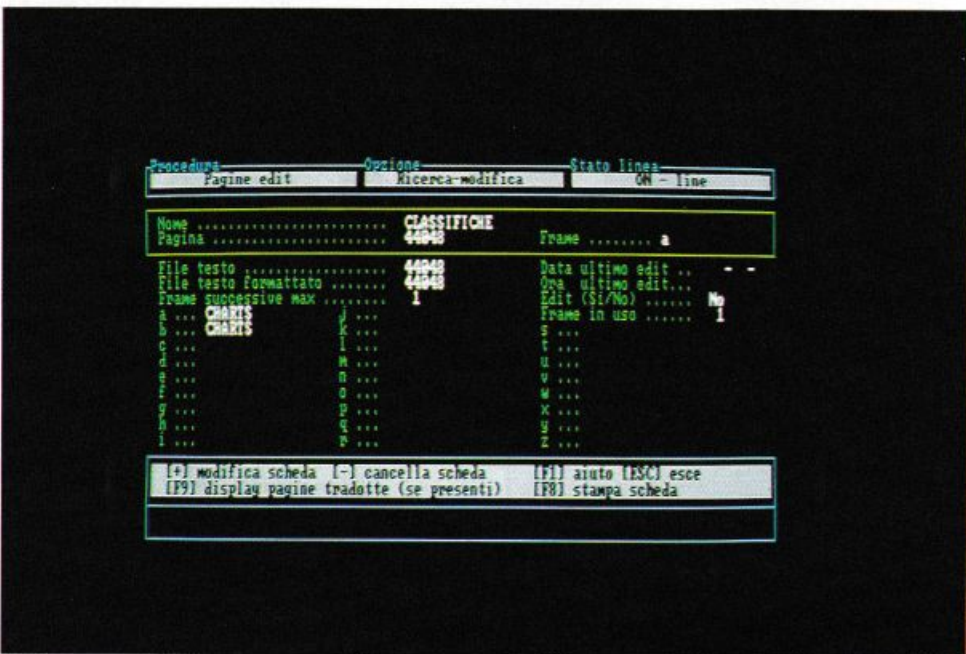 Procedura Opzione Stato linea
Pagine edit Ricerca-modifica ON - line
Nome ........................ CLASSIFICHE
Pagina ...................... 44048 Frame ........ a
File testo .................. 44048 Data ultimo edit .. - -
File testo formattato ....... 44048 Ora ultimo edit...
Frame successive max ........ 1 Edit (Si/No) ...... No
a ... CHARTS j ... Frame in uso ...... 1
b ... CHARTS k ... s ...
c ... l ... t ...
d ... m ... u ...
e ... n ... v ...
f ... o ... w ...
g ... p ... x ...
h ... q ... y ...
i ... r ... z ...
[+] modifica scheda [-] cancella scheda [F1] aiuto [ESC] esce
[F9] display pagine tradotte (se presenti) [F8] stampa scheda